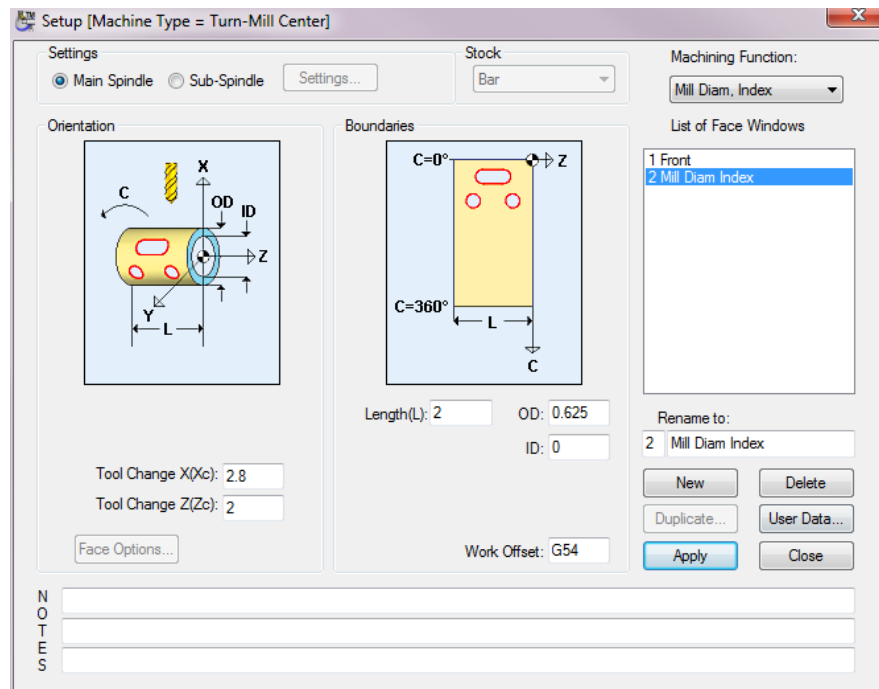 Setup [Machine Type = Turn-Mill Center]
Settings
Main Spindle
Sub-Spindle
Settings...
Stock
Bar
Machining Function:
Mill Diam, Index
Orientation
X
C
OD
ID
Z
Y
L
Tool Change X(Xc): 2.8
Tool Change Z(Zc): 2
Face Options...
Boundaries
C=0°
Z
C=360°
L
C
Length(L): 2
OD: 0.625
ID: 0
Work Offset: G54
List of Face Windows
1 Front
2 Mill Diam Index
Rename to:
2 Mill Diam Index
New
Delete
Duplicate...
User Data...
Apply
Close
NOTES